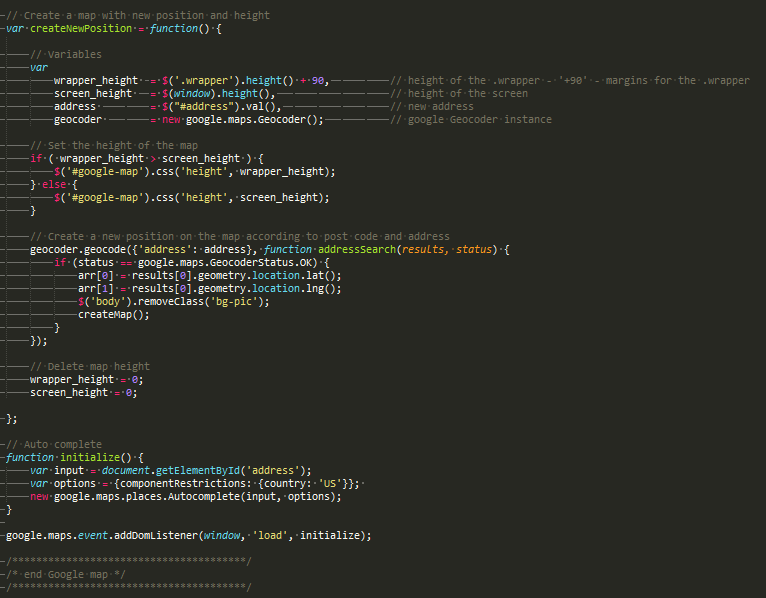 // Create a map with new position and height
var createNewPosition = function() {
// Variables
var
wrapper_height = $('.wrapper').height() + 90, // height of the .wrapper - '+90' - margins for the .wrapper
screen_height = $(window).height(), // height of the screen
address = $("#address").val(), // new address
geocoder = new google.maps.Geocoder(); // google Geocoder instance
// Set the height of the map
if ( wrapper_height > screen_height ) {
$('#google-map').css('height', wrapper_height);
} else {
$('#google-map').css('height', screen_height);
}
// Create a new position on the map according to post code and address
geocoder.geocode({'address': address}, function addressSearch(results, status) {
if (status == google.maps.GeocoderStatus.OK) {
arr[0] = results[0].geometry.location.lat();
arr[1] = results[0].geometry.location.lng();
$('body').removeClass('bg-pic');
createMap();
}
});
// Delete map height
wrapper_height = 0;
screen_height = 0;
};
// Auto complete
function initialize() {
var input = document.getElementById('address');
var options = {componentRestrictions: {country: 'US'}};
new google.maps.places.Autocomplete(input, options);
}
google.maps.event.addDomListener(window, 'load', initialize);
/***************************************/
/* end Google map */
/***************************************/